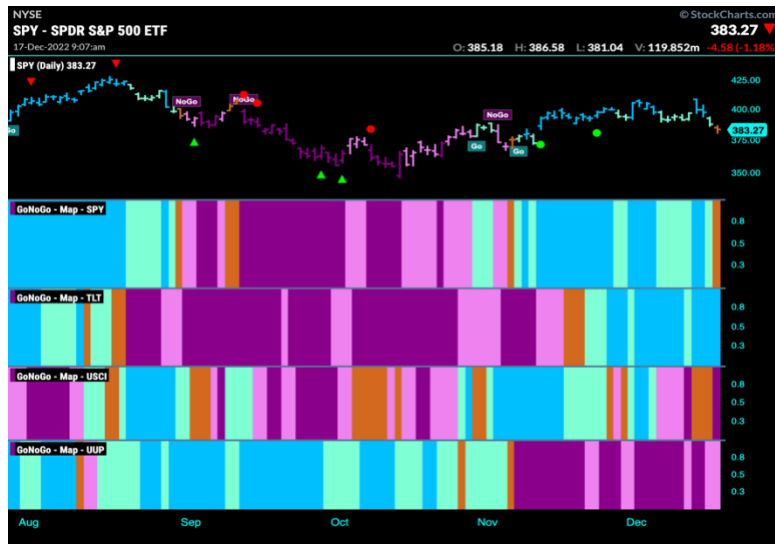 NYSE © StockCharts.com
SPY - SPDR S&P 500 ETF 383.27
17-Dec-2022 9:07:am O: 385.18 H: 386.58 L: 381.04 V: 119.852m -4.58 (-1.18%)
SPY (Daily) 383.27
425.00
NoGo NoGo
400.00
NoGo
383.27
375.00
Go Go
350.00
GoNoGo - Map - SPY
0.8
0.5
0.3
GoNoGo - Map - TLT
0.8
0.5
0.3
GoNoGo - Map - USCI
0.8
0.5
0.3
GoNoGo - Map - UUP
0.8
0.5
0.3
Aug Sep Oct Nov Dec